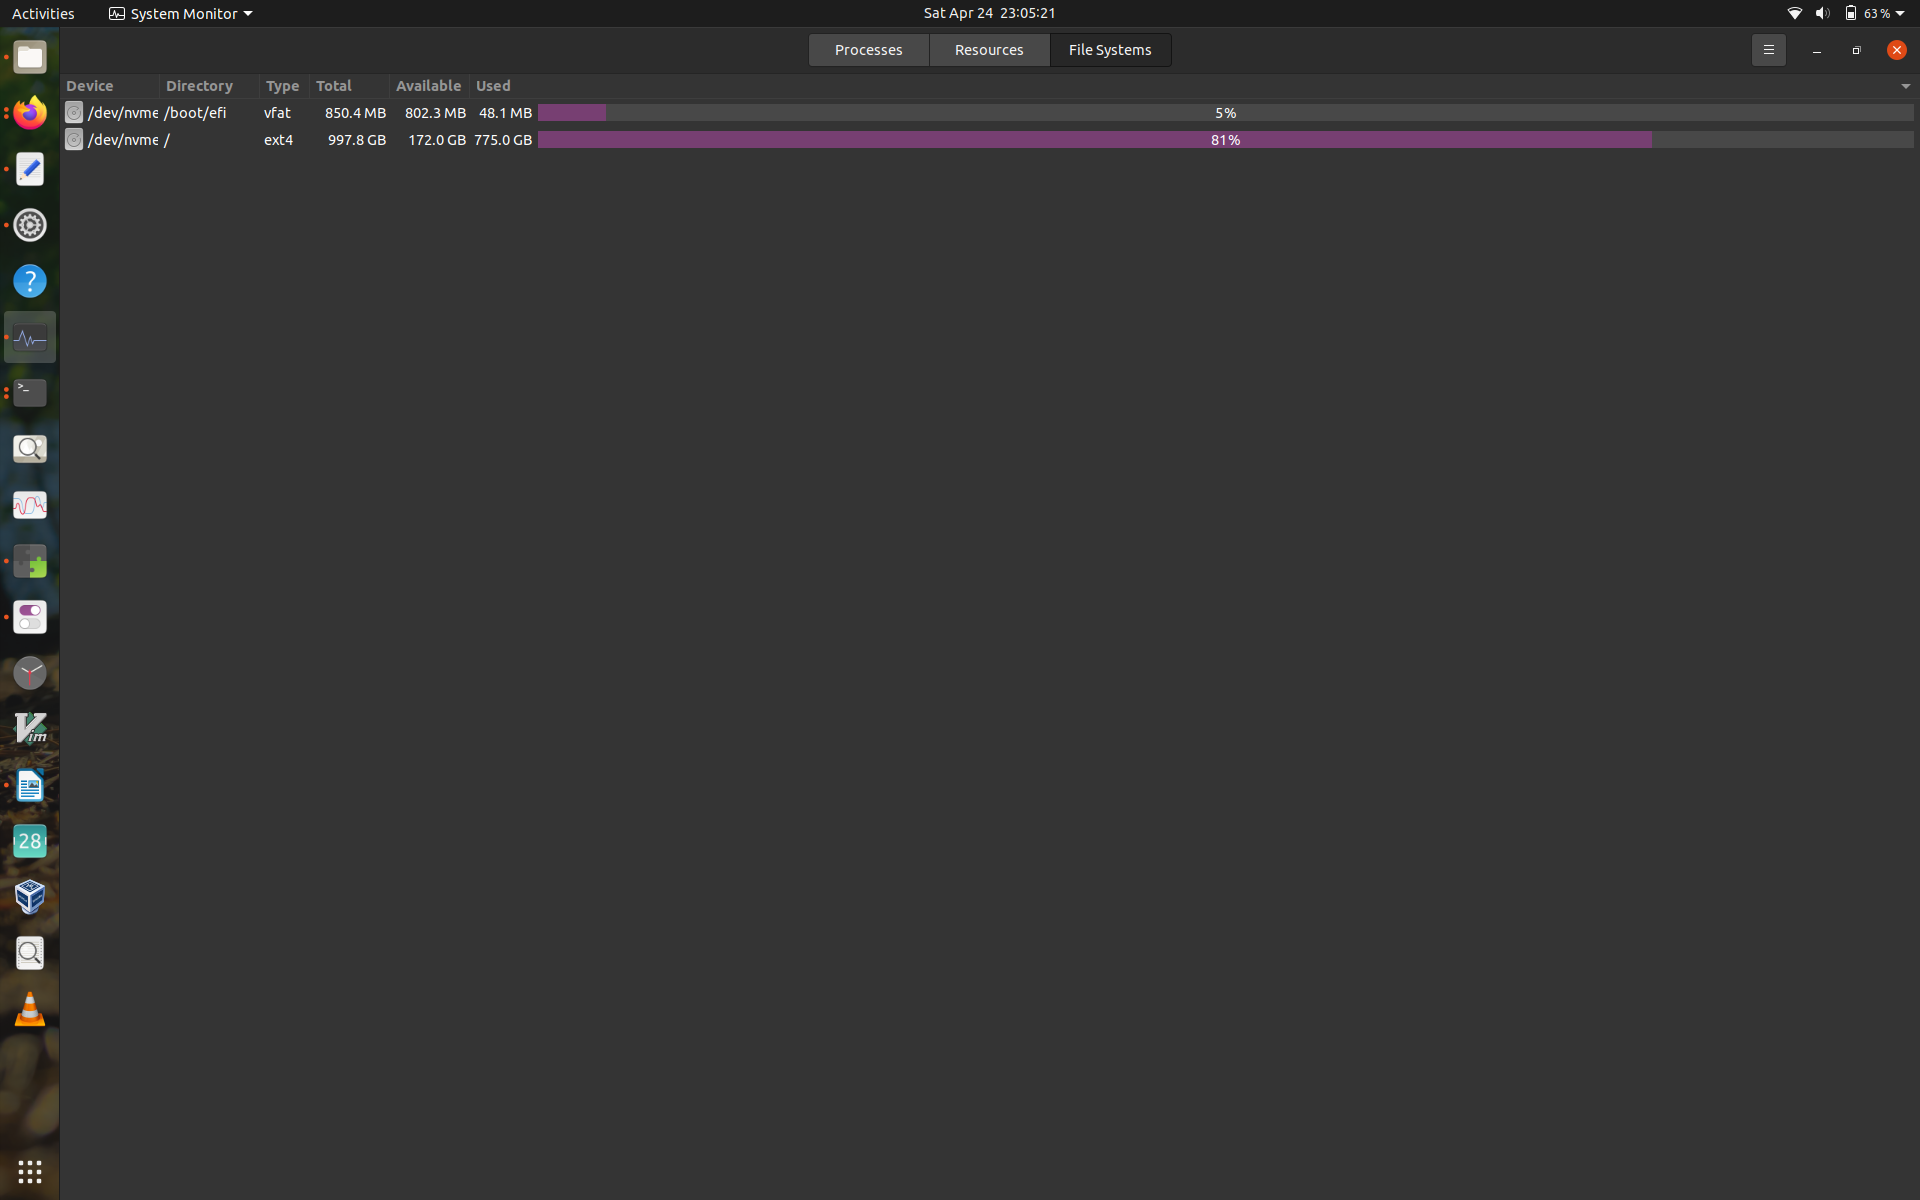 Activities System Monitor Sat Apr 24 23:05:21 63 %
Processes Resources File Systems
Device Directory Type Total Available Used
/dev/nvme /boot/efi vfat 850.4 MB 802.3 MB 48.1 MB 5%
/dev/nvme / ext4 997.8 GB 172.0 GB 775.0 GB 81%
?
>_
Vim
28